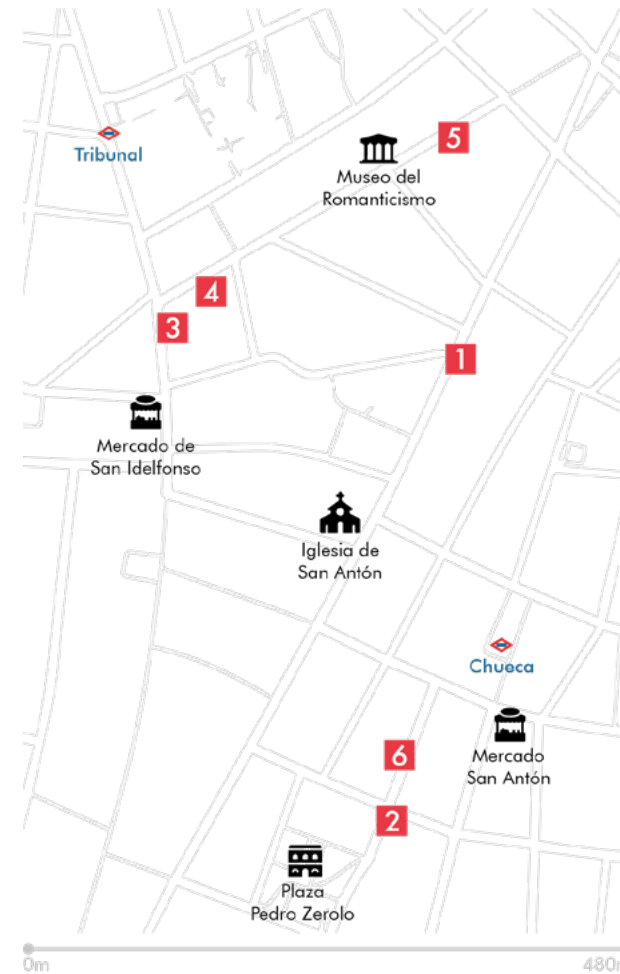 5
Tribunal
Museo del
Romanticismo
4
3
1
Mercado de
San Idelfonso
Iglesia de
San Antón
Chueca
6
Mercado
San Antón
2
Plaza
Pedro Zerolo
0m
480m